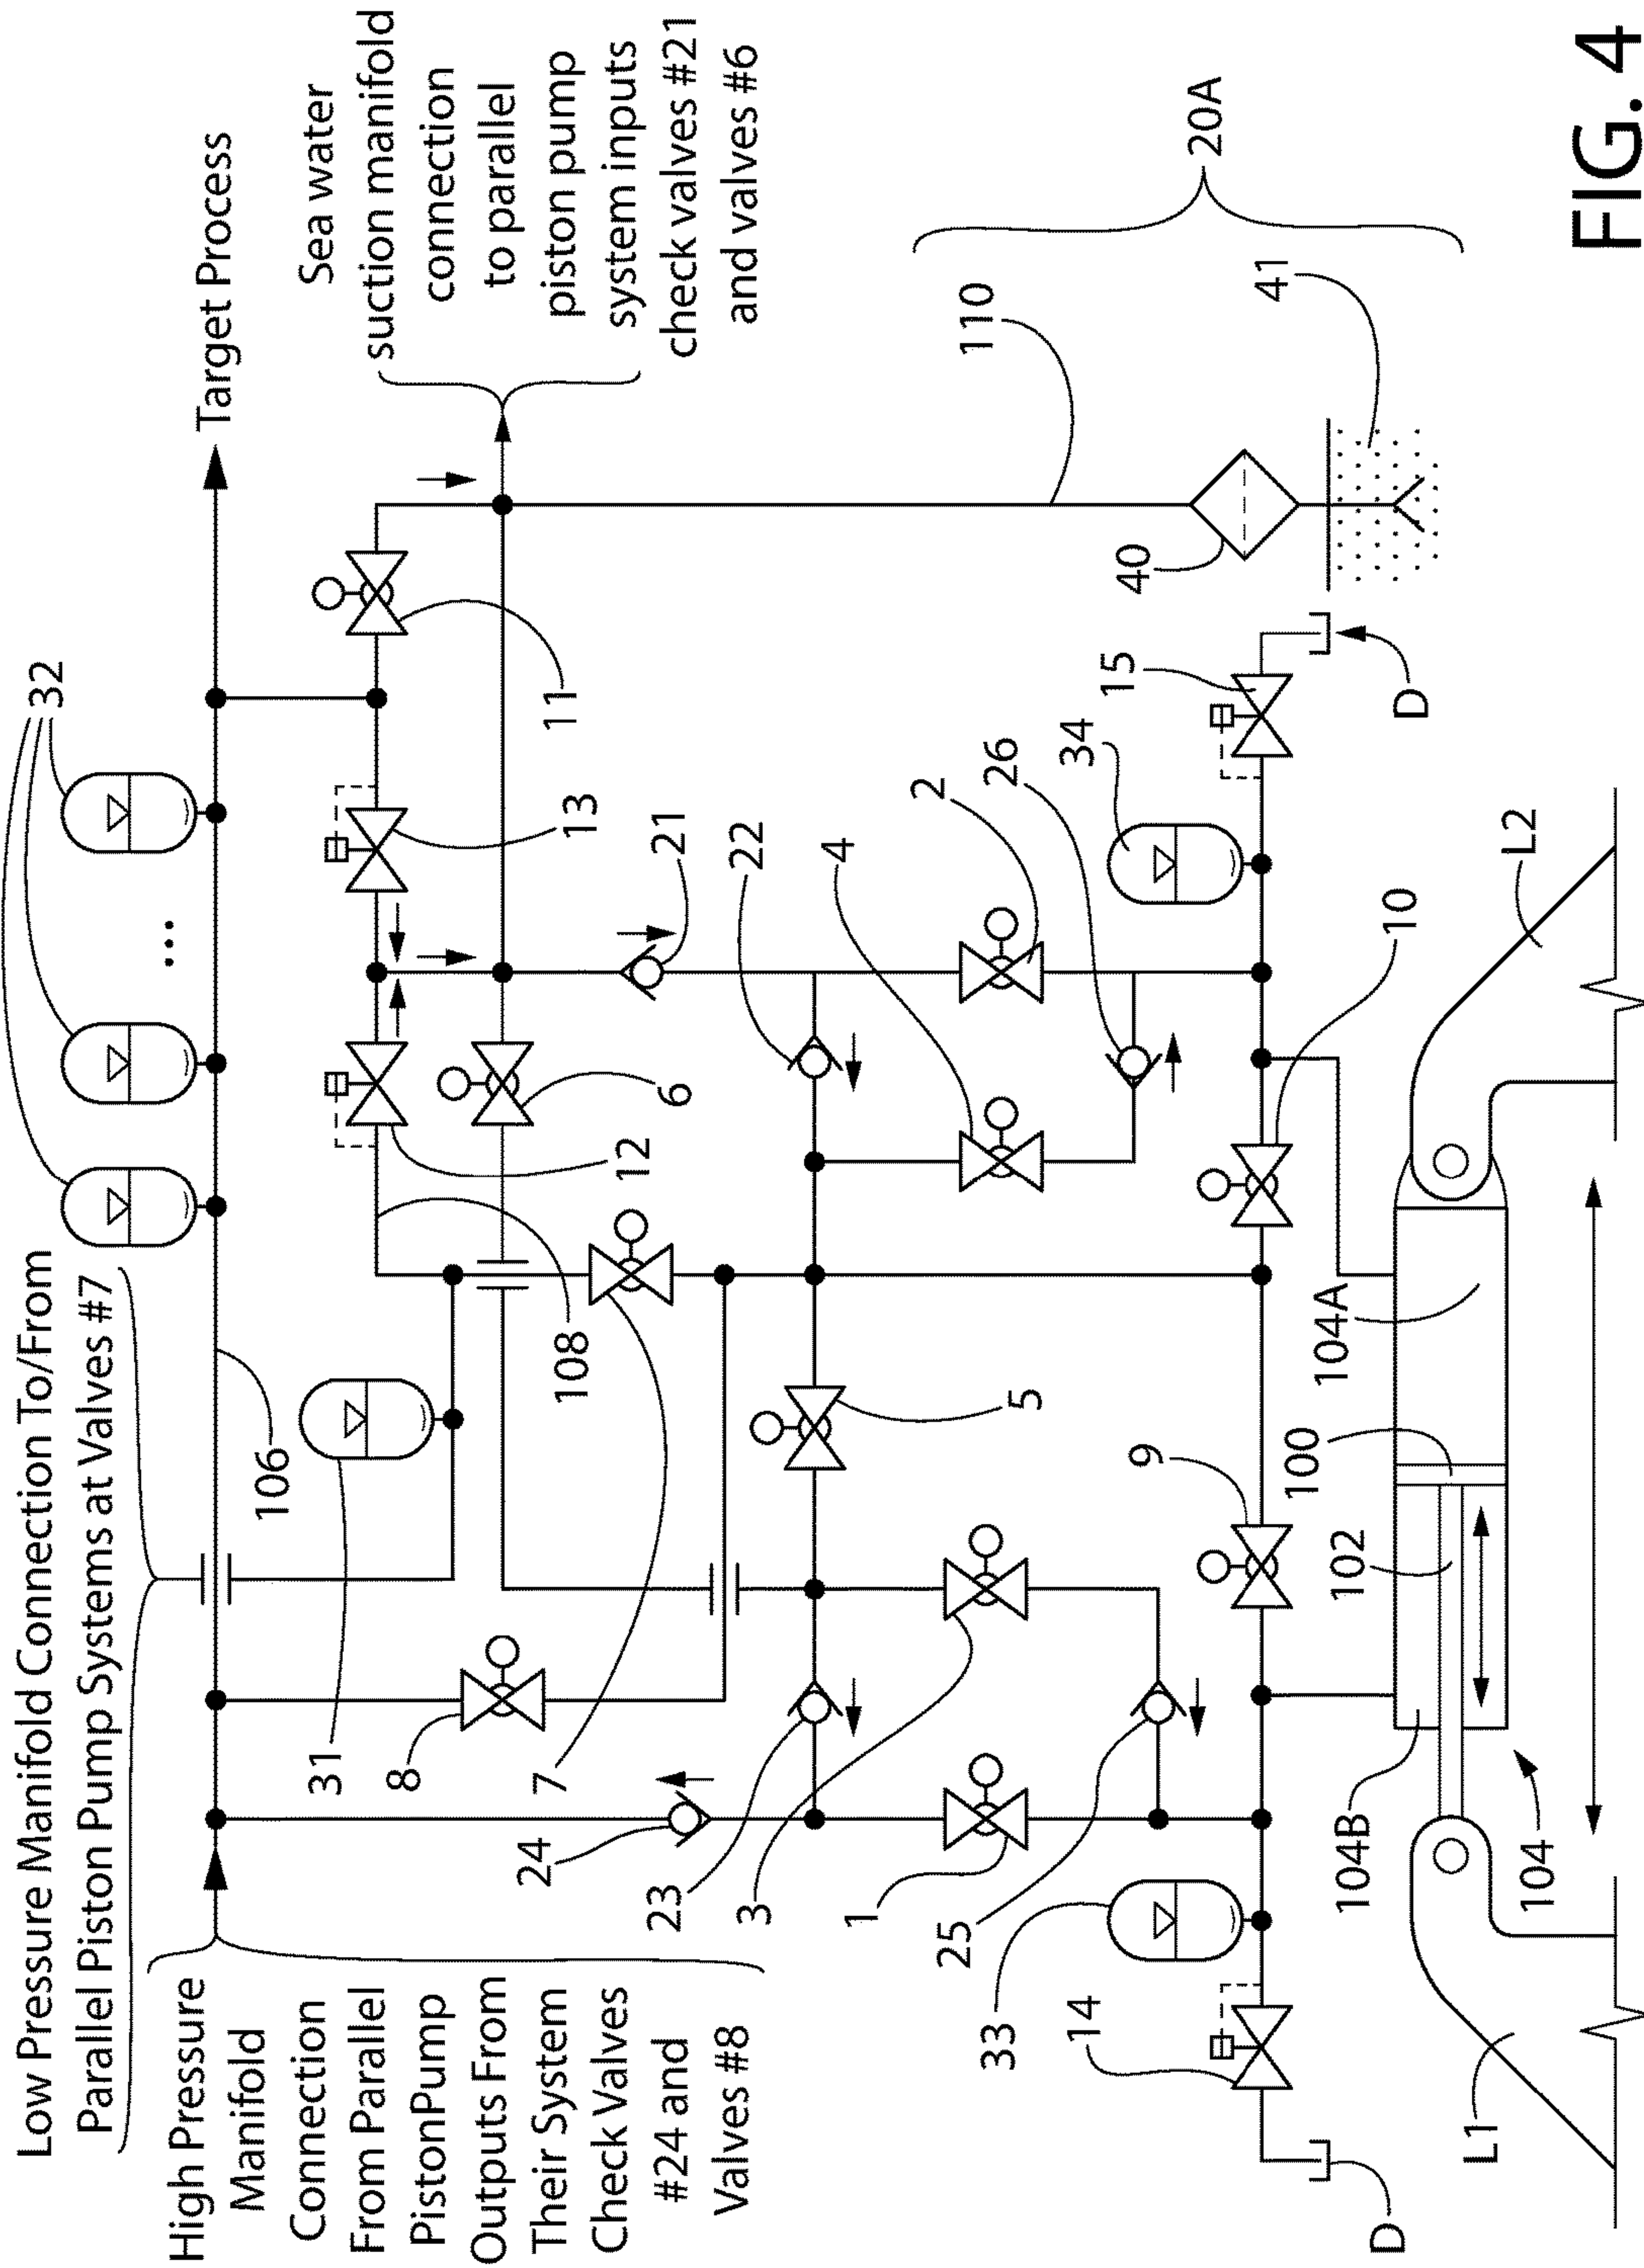 Low Pressure Manifold Connection To/From
Parallel Piston Pump Systems at Valves #7
High Pressure
Manifold
Connection
From Parallel
PistonPump
Outputs From
Their System
Check Valves
#24 and
Valves #8
Target Process
Sea water
suction manifold
connection
to parallel
piston pump
system inputs
check valves #21
and valves #6
32
...
106
31
8
7
108
12
6
13
11
21
22
4
2
26
24
23
3
1
25
5
9
10
33
14
34
15
D
D
40
110
41
20A
100
102
104A
104B
104
L1
L2
FIG. 4